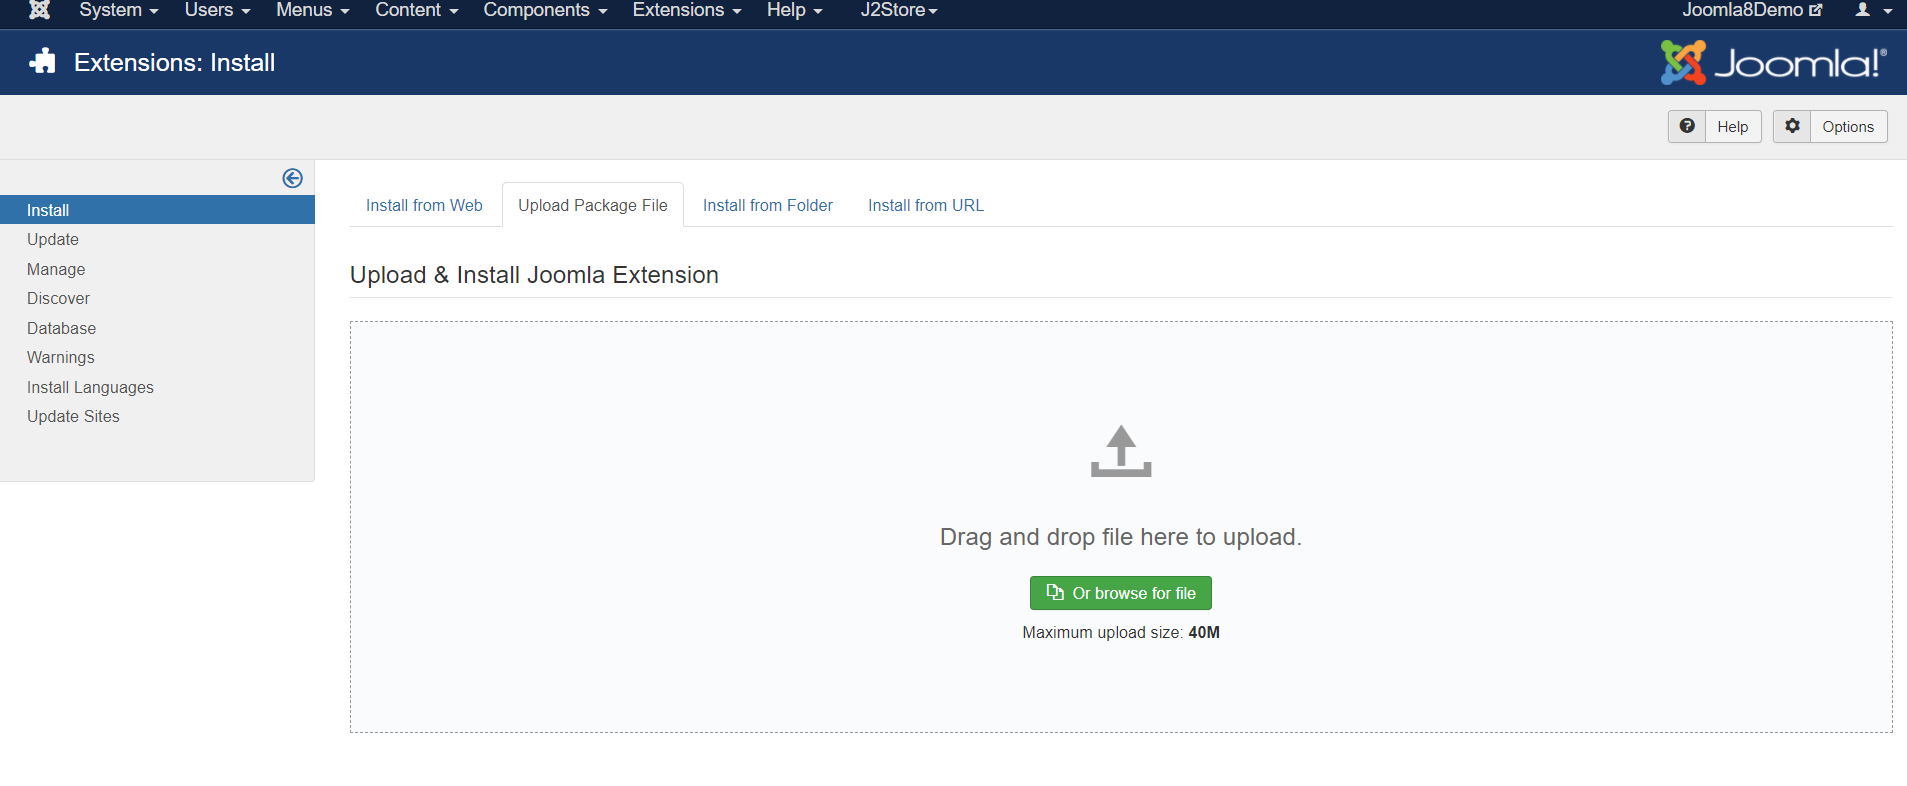 System Users Menus Content Components Extensions Help J2Store Joomla8Demo
Extensions: Install
Joomla!®
Help Options
Install
Update
Manage
Discover
Database
Warnings
Install Languages
Update Sites
Install from Web Upload Package File Install from Folder Install from URL
Upload & Install Joomla Extension
Drag and drop file here to upload.
Or browse for file
Maximum upload size: 40M